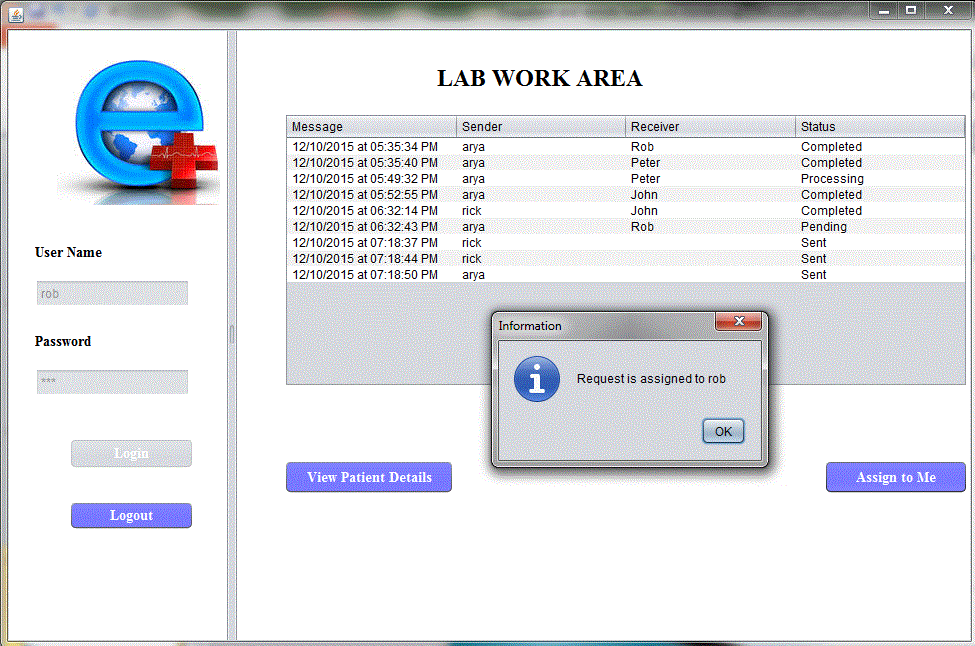 LAB WORK AREA
Message Sender Receiver Status
12/10/2015 at 05:35:34 PM arya Rob Completed
12/10/2015 at 05:35:40 PM arya Peter Completed
12/10/2015 at 05:49:32 PM arya Peter Processing
12/10/2015 at 05:52:55 PM arya John Completed
12/10/2015 at 06:32:14 PM rick John Completed
12/10/2015 at 06:32:43 PM arya Rob Pending
12/10/2015 at 07:18:37 PM rick Sent
12/10/2015 at 07:18:44 PM rick Sent
12/10/2015 at 07:18:50 PM arya Sent
User Name
rob
Password
***
Login
Logout
Information
Request is assigned to rob
OK
View Patient Details
Assign to Me